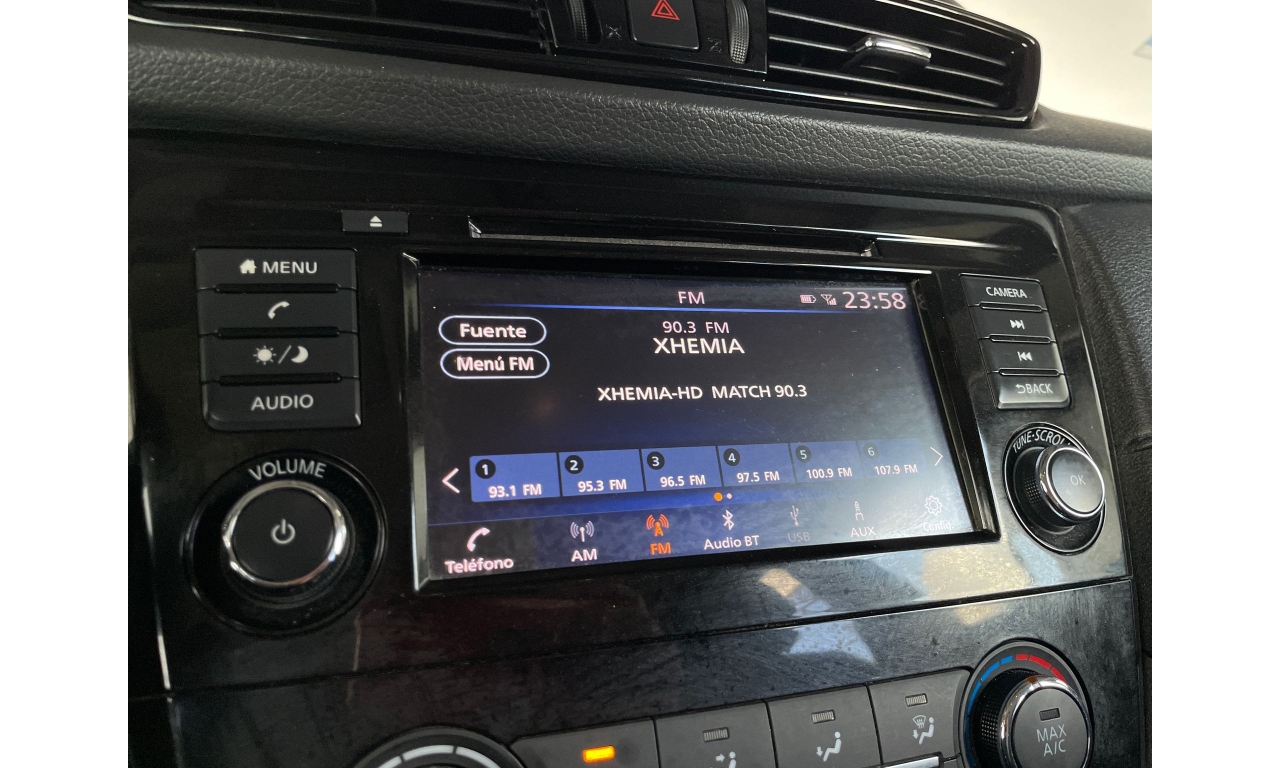 MENU
AUDIO
VOLUME
FM
23:58
Fuente
90.3 FM
XHEMIA
Menú FM
XHEMIA-HD MATCH 90.3
1 93.1 FM
2 95.3 FM
3 96.5 FM
4 97.5 FM
5 100.9 FM
6 107.9 FM
Teléfono
AM
FM
Audio BT
USB
AUX
Config
CAMERA
BACK
TUNE·SCROLL
OK
MAX
A/C